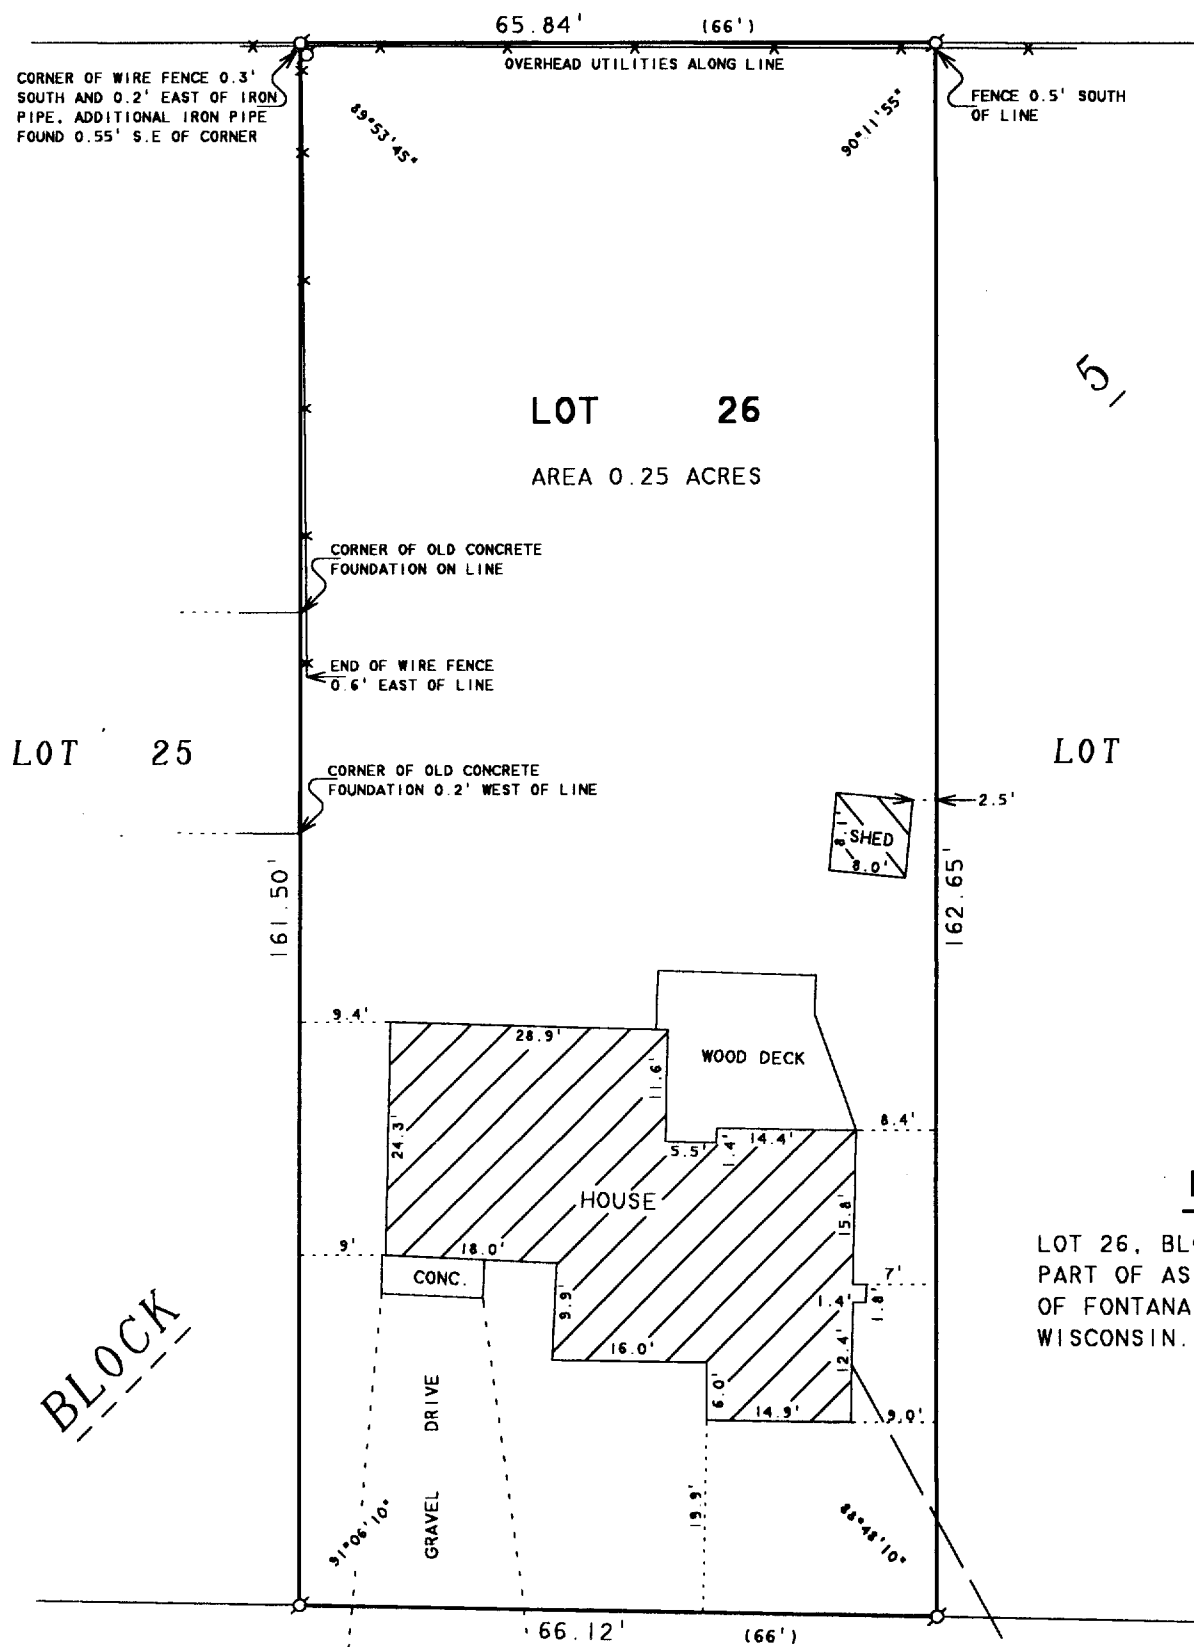 65.84' (66')
OVERHEAD UTILITIES ALONG LINE
CORNER OF WIRE FENCE 0.3'
SOUTH AND 0.2' EAST OF IRON
PIPE. ADDITIONAL IRON PIPE
FOUND 0.55' S.E OF CORNER
FENCE 0.5' SOUTH
OF LINE
89°53'45"
90°11'55"
5
LOT 26
AREA 0.25 ACRES
CORNER OF OLD CONCRETE
FOUNDATION ON LINE
END OF WIRE FENCE
0.6' EAST OF LINE
LOT 25
LOT
CORNER OF OLD CONCRETE
FOUNDATION 0.2' WEST OF LINE
2.5'
8.1'
SHED
8.0'
161.50'
162.65'
9.4'
28.9'
11.6'
WOOD DECK
8.4'
24.3'
5.5'
1.4'
14.4'
HOUSE
15.8'
9'
18.0'
CONC.
9.9'
7'
1.4'
1.8'
LOT 26, BL
PART OF AS
OF FONTANA
WISCONSIN.
BLOCK
16.0'
12.4'
6.0'
14.9'
9.0'
GRAVEL DRIVE
19.9'
91°06'10"
88°48'10"
66.12' (66')